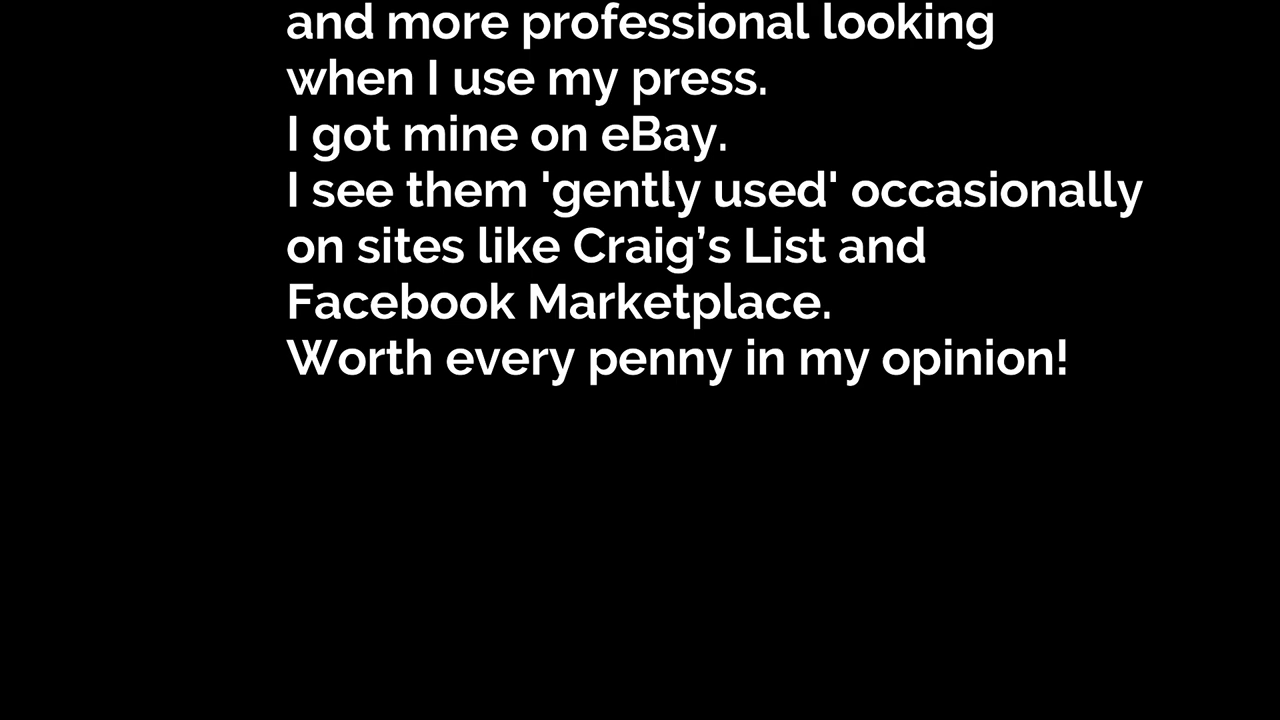 and more professional looking
when I use my press.
I got mine on eBay.
I see them 'gently used' occasionally
on sites like Craig’s List and
Facebook Marketplace.
Worth every penny in my opinion!